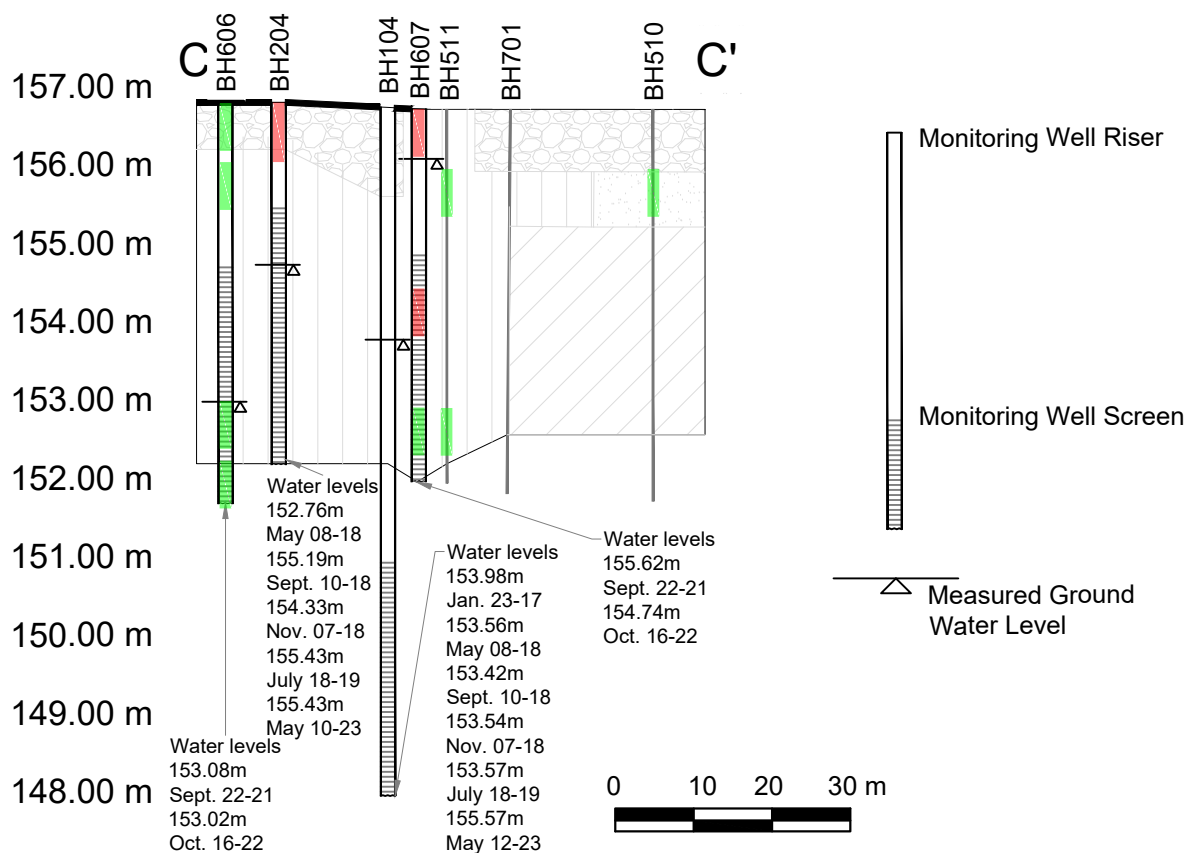 C
BH606
BH204
BH104
BH607
BH511
BH701
BH510
C'
157.00 m
156.00 m
155.00 m
154.00 m
153.00 m
152.00 m
151.00 m
150.00 m
149.00 m
148.00 m
Monitoring Well Riser
Monitoring Well Screen
Measured Ground
Water Level
Water levels
153.08m
Sept. 22-21
153.02m
Oct. 16-22
Water levels
152.76m
May 08-18
155.19m
Sept. 10-18
154.33m
Nov. 07-18
155.43m
July 18-19
155.43m
May 10-23
Water levels
153.98m
Jan. 23-17
153.56m
May 08-18
153.42m
Sept. 10-18
153.54m
Nov. 07-18
153.57m
July 18-19
155.57m
May 12-23
Water levels
155.62m
Sept. 22-21
154.74m
Oct. 16-22
0 10 20 30 m